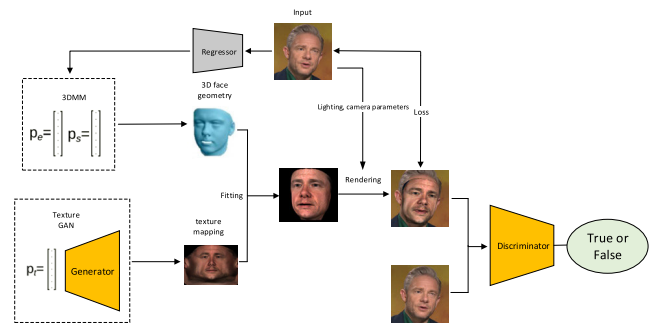 Input
Regressor
3DMM
3D face
geometry
Lighting, camera parameters
Loss
pe=
ps=
Rendering
Fitting
Texture
GAN
texture
mapping
pt=
Generator
Discriminator
True or
False